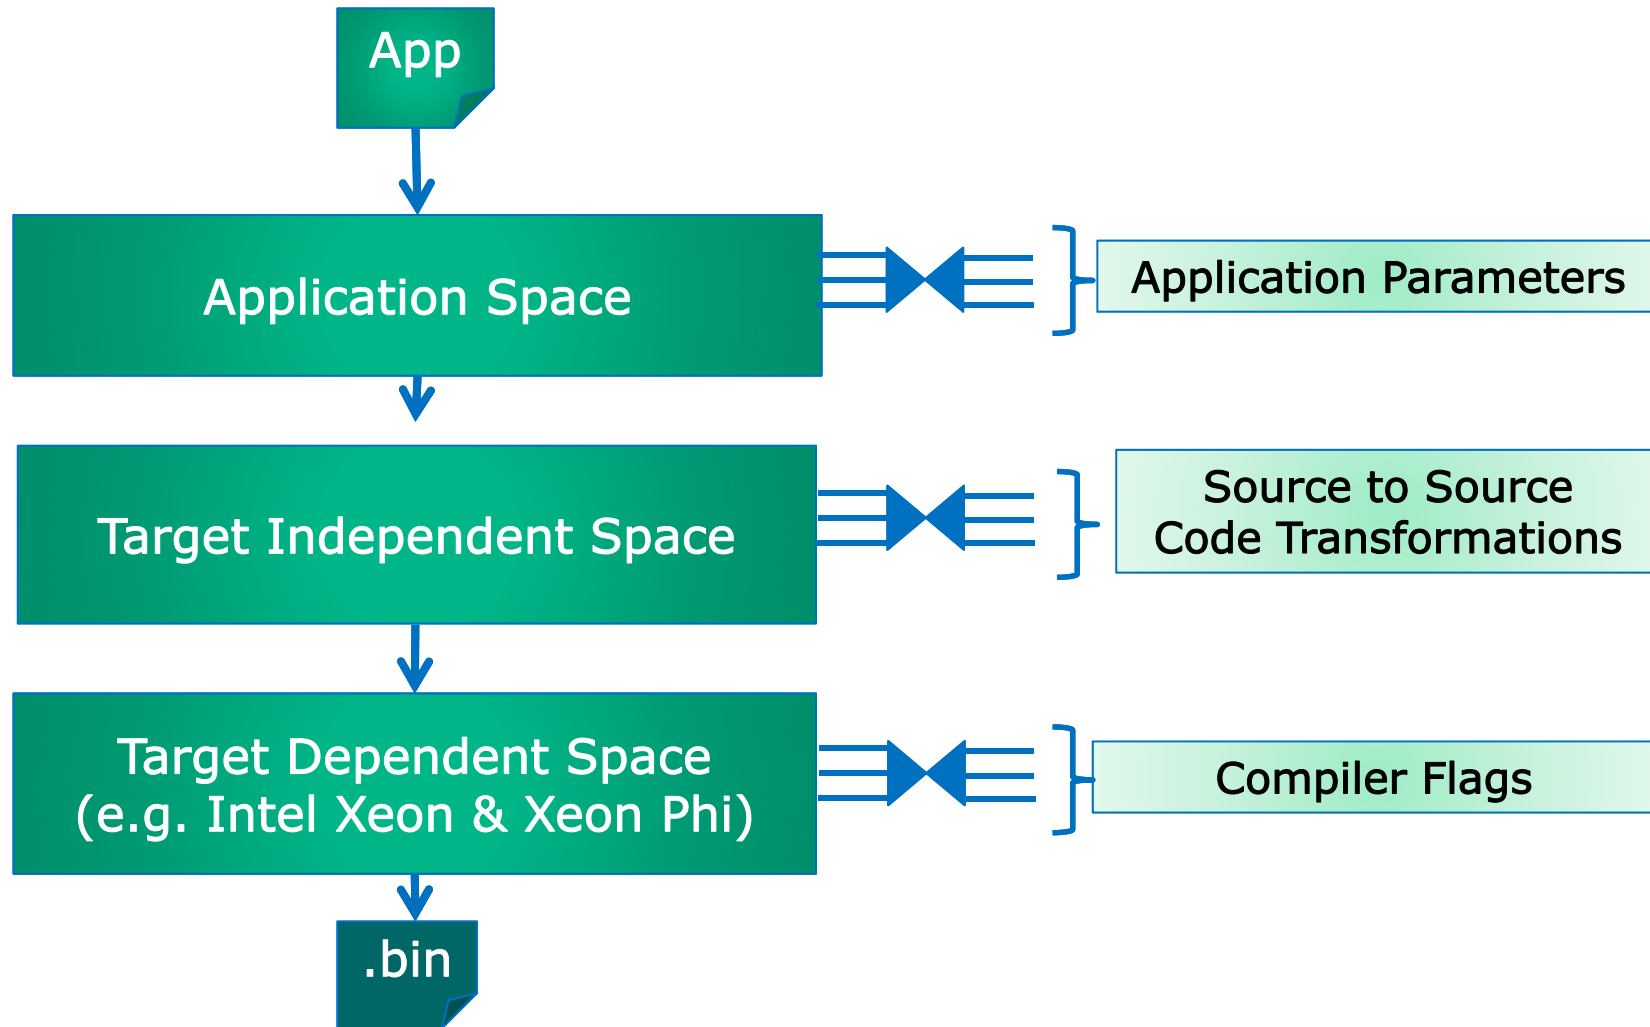 App
Application Space
Application Parameters
Target Independent Space
Source to Source
Code Transformations
Target Dependent Space
(e.g. Intel Xeon & Xeon Phi)
Compiler Flags
.bin